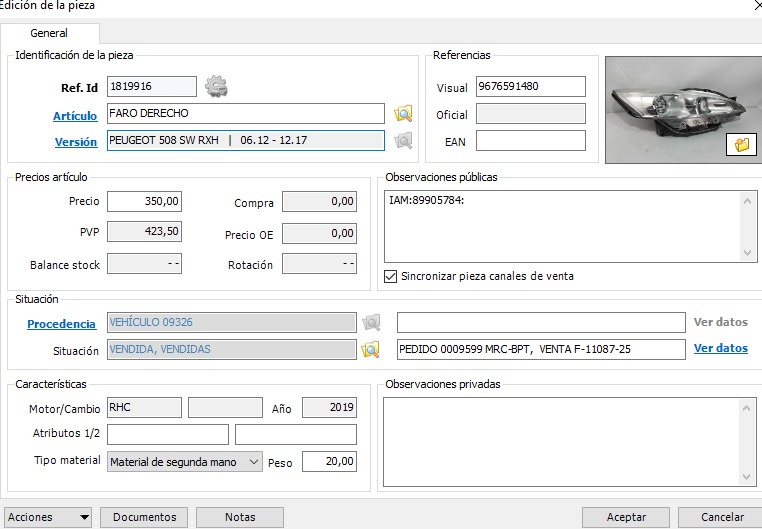 Edición de la pieza
General
Identificación de la pieza
Ref. Id 1819916
Artículo FARO DERECHO
Versión PEUGEOT 508 SW RXH | 06.12 - 12.17
Referencias
Visual 9676591480
Oficial
EAN
Precios artículo
Precio 350,00 Compra 0,00
PVP 423,50 Precio OE 0,00
Balance stock -- Rotación --
Observaciones públicas
IAM:89905784:
Sincronizar pieza canales de venta
Situación
Procedencia VEHÍCULO 09326 Ver datos
Situación VENDIDA, VENDIDAS PEDIDO 0009599 MRC-BPT, VENTA F-11087-25 Ver datos
Características
Motor/Cambio RHC Año 2019
Atributos 1/2
Tipo material Material de segunda mano Peso 20,00
Observaciones privadas
Acciones Documentos Notas Aceptar Cancelar